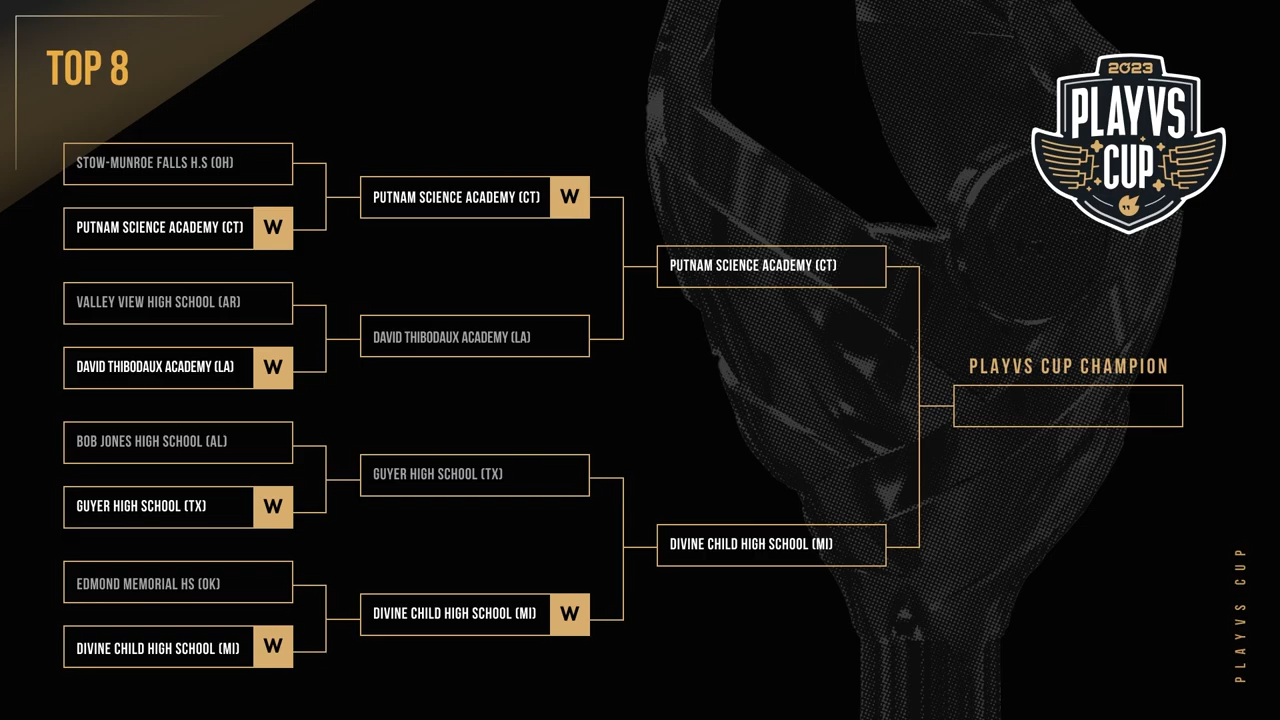 TOP 8
2023
PLAYVS
CUP
STOW-MUNROE FALLS H.S (OH)
PUTNAM SCIENCE ACADEMY (CT) W
VALLEY VIEW HIGH SCHOOL (AR)
DAVID THIBODAUX ACADEMY (LA) W
BOB JONES HIGH SCHOOL (AL)
GUYER HIGH SCHOOL (TX) W
EDMOND MEMORIAL HS (OK)
DIVINE CHILD HIGH SCHOOL (MI) W
PUTNAM SCIENCE ACADEMY (CT) W
DAVID THIBODAUX ACADEMY (LA)
GUYER HIGH SCHOOL (TX)
DIVINE CHILD HIGH SCHOOL (MI) W
PUTNAM SCIENCE ACADEMY (CT)
DIVINE CHILD HIGH SCHOOL (MI)
PLAYVS CUP CHAMPION
PLAYVS CUP